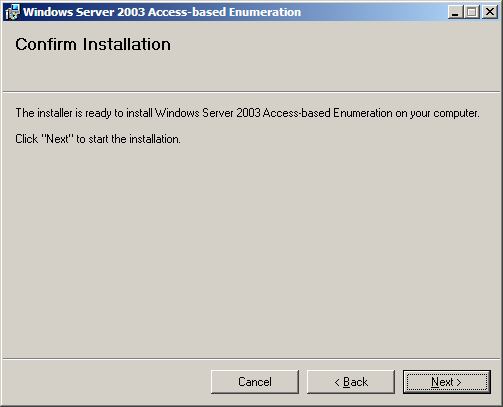 Windows Server 2003 Access-based Enumeration
Confirm Installation
The installer is ready to install Windows Server 2003 Access-based Enumeration on your computer.
Click "Next" to start the installation.
Cancel
< Back
Next >